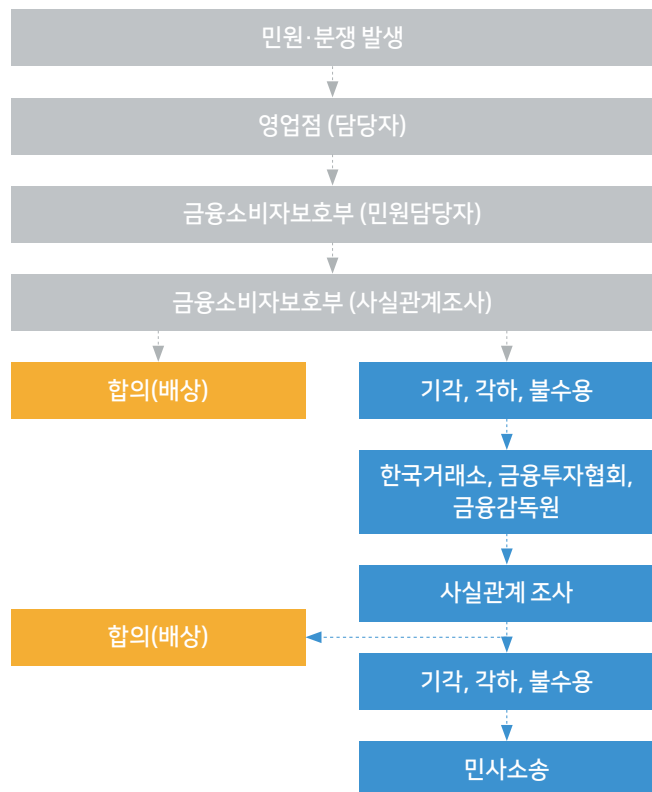 민원·분쟁 발생
영업점 (담당자)
금융소비자보호부 (민원담당자)
금융소비자보호부 (사실관계조사)
합의(배상)
기각, 각하, 불수용
한국거래소, 금융투자협회,
금융감독원
사실관계 조사
합의(배상)
기각, 각하, 불수용
민사소송